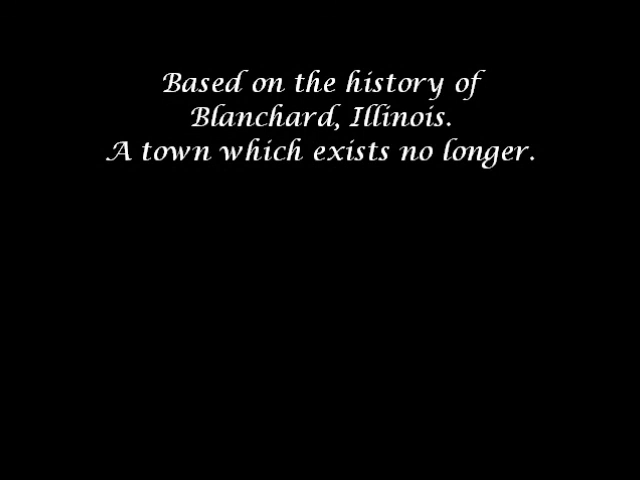 Based on the history of
Blanchard, Illinois.
A town which exists no longer.